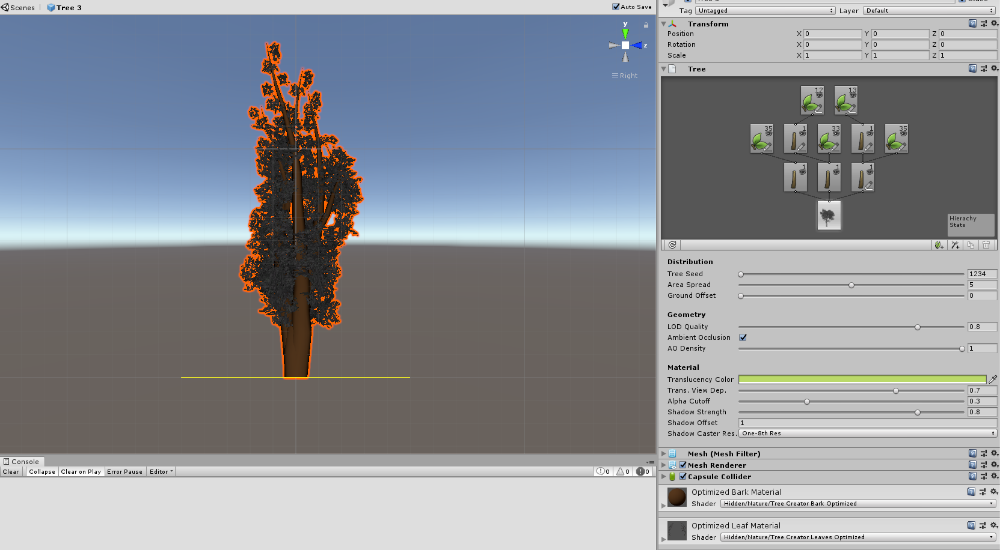 Scenes | Tree 3
Auto Save
y
z
Right
Console
Clear Collapse Clear on Play Error Pause Editor
0 0 0
Tag Untagged Layer Default
Transform
Position X 0 Y 0 Z 0
Rotation X 0 Y 0 Z 0
Scale X 1 Y 1 Z 1
Tree
12 13
35 1 33 1 35
1 1 1
Hierachy
Stats
Distribution
Tree Seed 1234
Area Spread 5
Ground Offset 0
Geometry
LOD Quality 0.8
Ambient Occlusion
AO Density 1
Material
Translucency Color
Trans. View Dep. 0.7
Alpha Cutoff 0.3
Shadow Strength 0.8
Shadow Offset 1
Shadow Caster Res. One-8th Res
Mesh (Mesh Filter)
Mesh Renderer
Capsule Collider
Optimized Bark Material
Shader Hidden/Nature/Tree Creator Bark Optimized
Optimized Leaf Material
Shader Hidden/Nature/Tree Creator Leaves Optimized